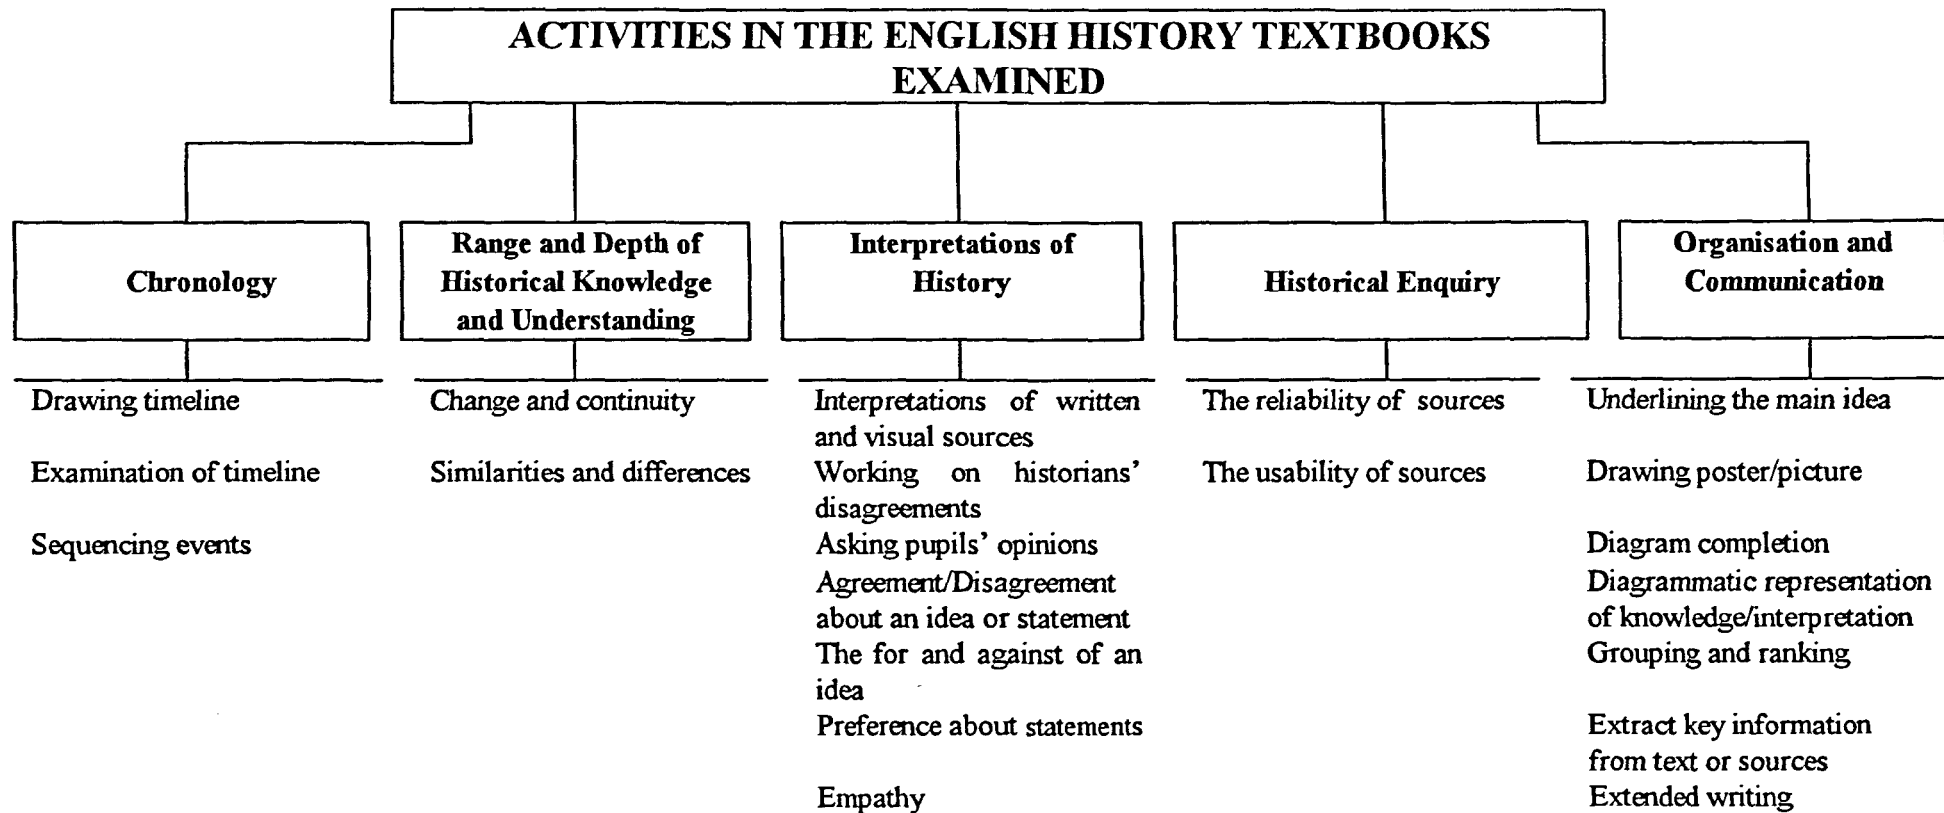 ACTIVITIES IN THE ENGLISH HISTORY TEXTBOOKS
EXAMINED
Chronology
Range and Depth of
Historical Knowledge
and Understanding
Interpretations of
History
Historical Enquiry
Organisation and
Communication
Drawing timeline
Examination of timeline
Sequencing events
Change and continuity
Similarities and differences
Interpretations of written
and visual sources
Working on historians'
disagreements
Asking pupils' opinions
Agreement/Disagreement
about an idea or statement
The for and against of an
idea
Preference about statements
Empathy
The reliability of sources
The usability of sources
Underlining the main idea
Drawing poster/picture
Diagram completion
Diagrammatic representation
of knowledge/interpretation
Grouping and ranking
Extract key information
from text or sources
Extended writing